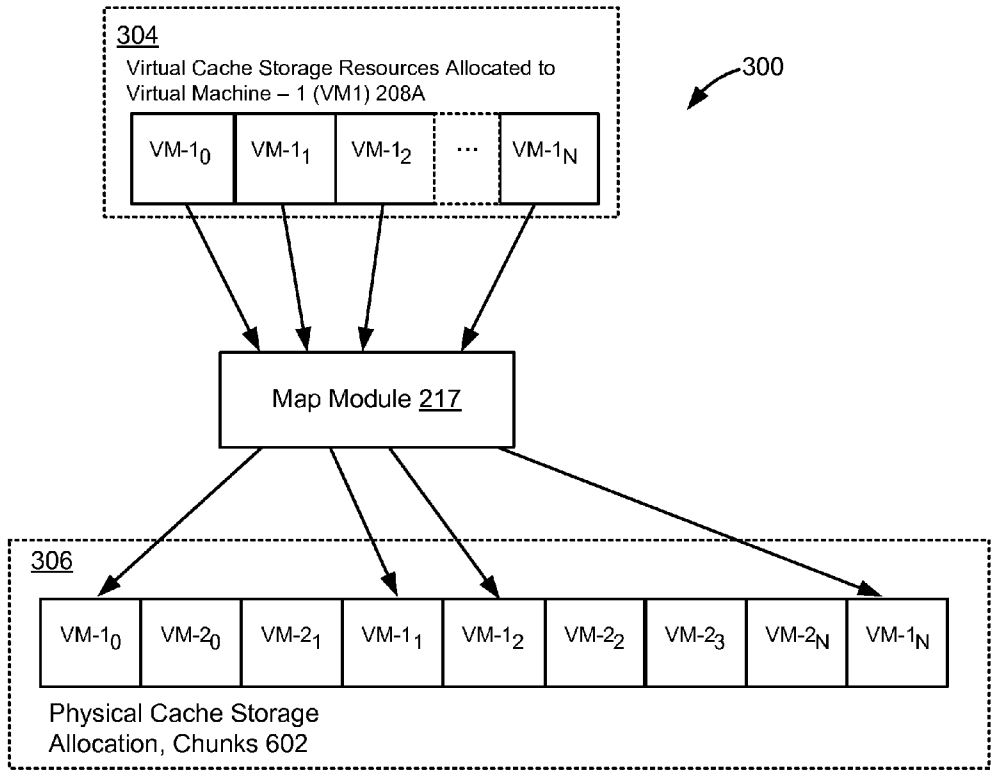 304
300
Virtual Cache Storage Resources Allocated to
Virtual Machine – 1 (VM1) 208A
VM-1₀ VM-1₁ VM-1₂ ... VM-1N
Map Module 217
306
VM-1₀ VM-2₀ VM-2₁ VM-1₁ VM-1₂ VM-2₂ VM-2₃ VM-2N VM-1N
Physical Cache Storage
Allocation, Chunks 602